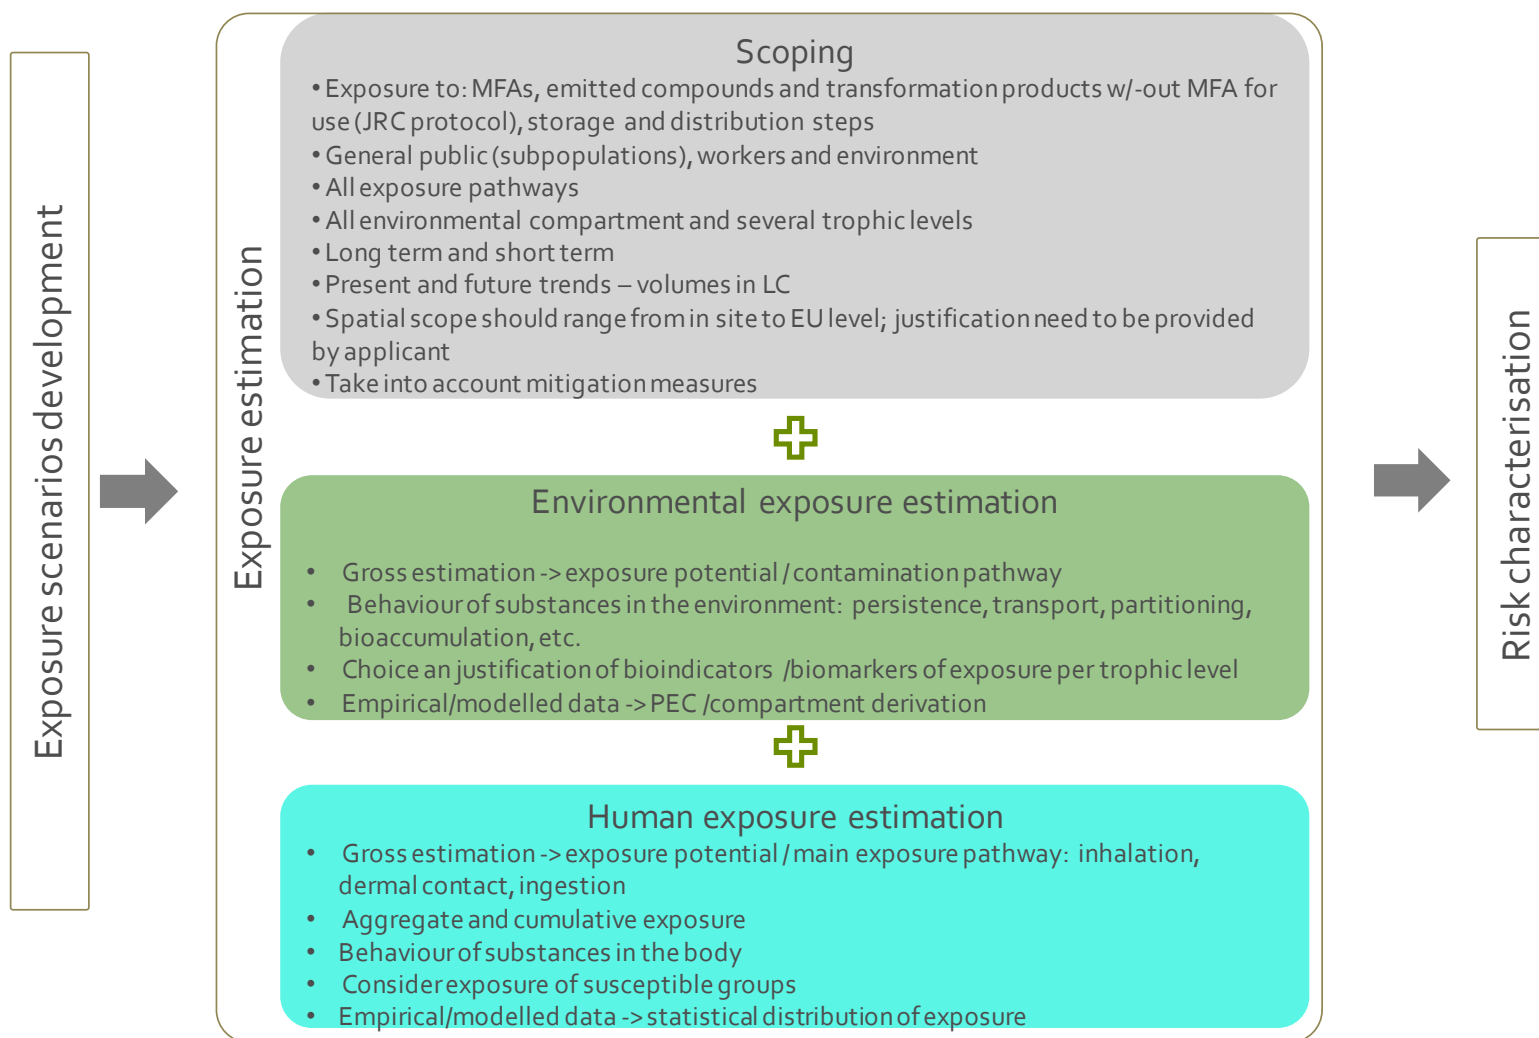 Exposure scenarios development
Exposure estimation
Scoping
• Exposure to: MFAs, emitted compounds and transformation products w/-out MFA for
use (JRC protocol), storage and distribution steps
• General public (subpopulations), workers and environment
• All exposure pathways
• All environmental compartment and several trophic levels
• Long term and short term
• Present and future trends – volumes in LC
• Spatial scope should range from in site to EU level; justification need to be provided
by applicant
• Take into account mitigation measures
Environmental exposure estimation
• Gross estimation -> exposure potential / contamination pathway
• Behaviour of substances in the environment: persistence, transport, partitioning,
bioaccumulation, etc.
• Choice an justification of bioindicators /biomarkers of exposure per trophic level
• Empirical/modelled data -> PEC /compartment derivation
Human exposure estimation
• Gross estimation -> exposure potential / main exposure pathway: inhalation,
dermal contact, ingestion
• Aggregate and cumulative exposure
• Behaviour of substances in the body
• Consider exposure of susceptible groups
• Empirical/modelled data -> statistical distribution of exposure
Risk characterisation